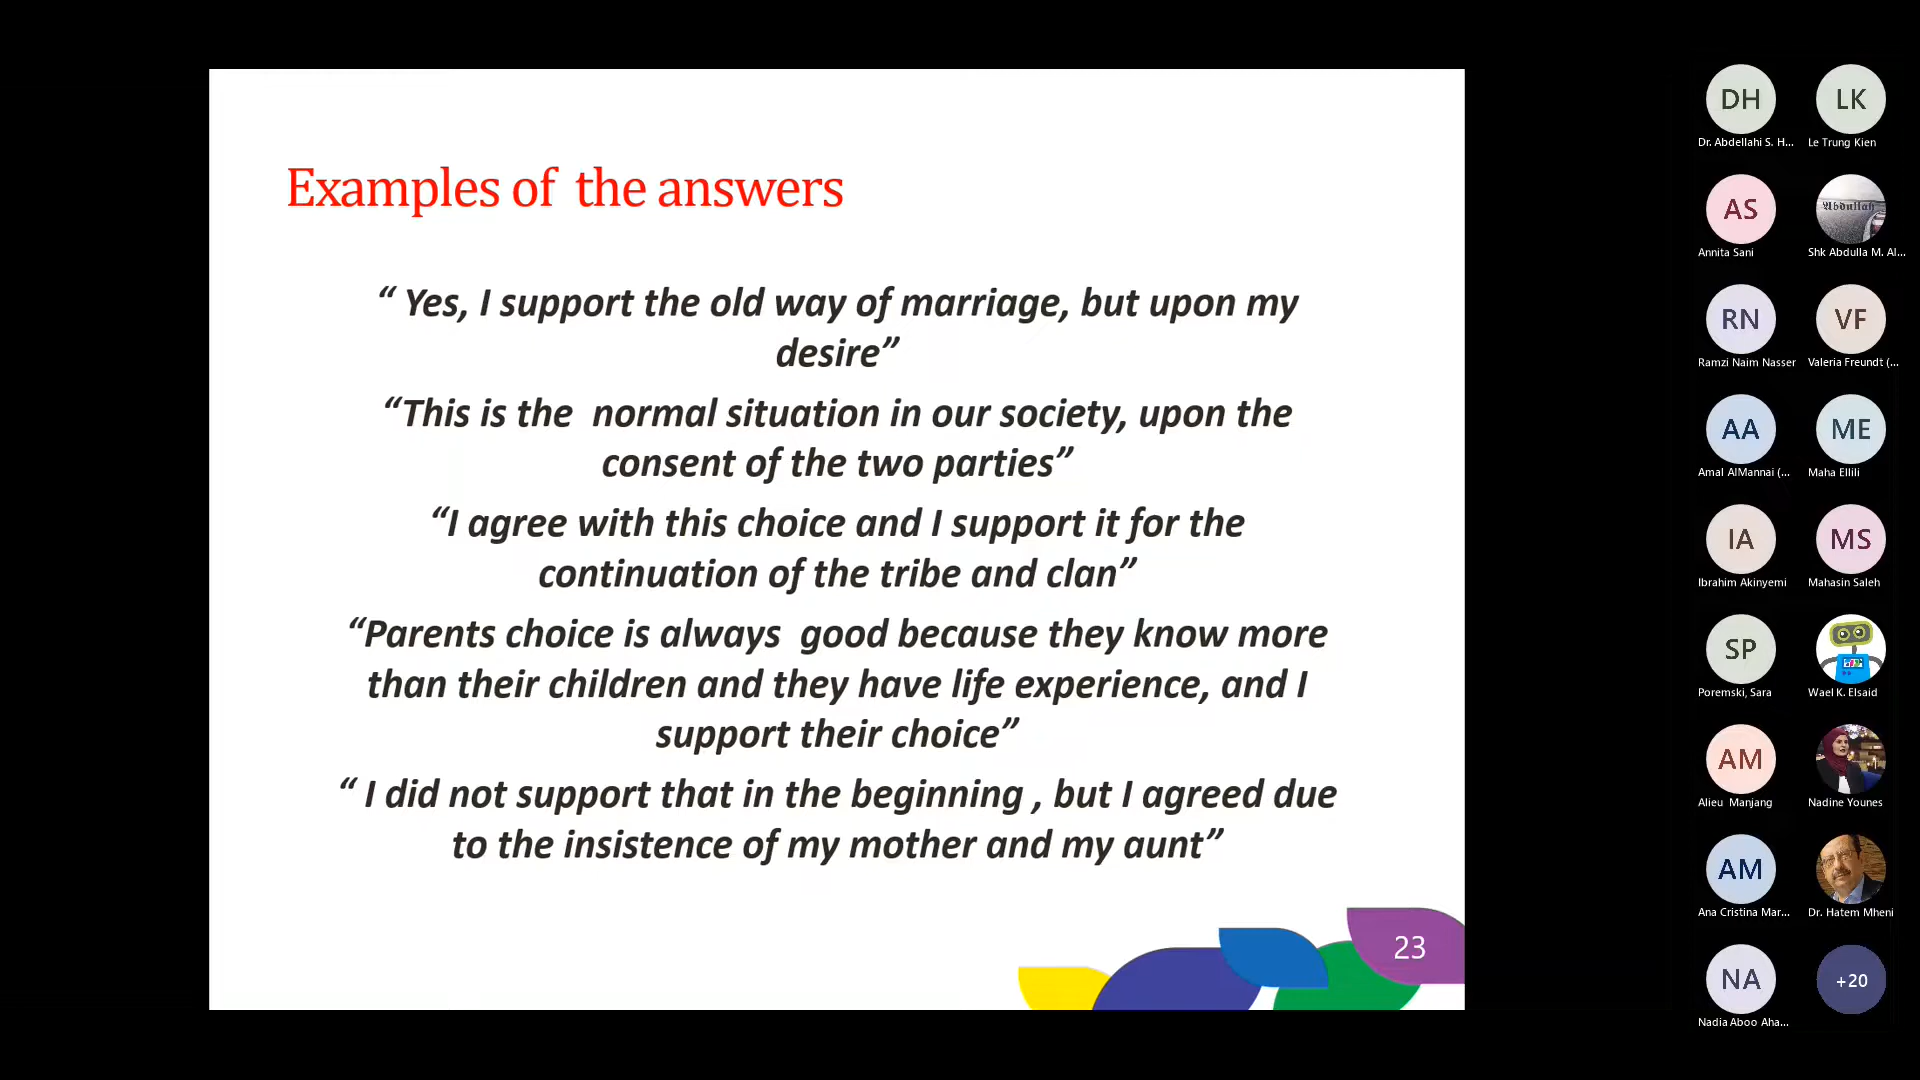 Examples of the answers
“ Yes, I support the old way of marriage, but upon my
desire”
“This is the normal situation in our society, upon the
consent of the two parties”
“I agree with this choice and I support it for the
continuation of the tribe and clan”
“Parents choice is always good because they know more
than their children and they have life experience, and I
support their choice”
“ I did not support that in the beginning , but I agreed due
to the insistence of my mother and my aunt”
23
DH
LK
Dr. Abdellahi S. H...
Le Trung Kien
AS
Abdullah
Annita Sani
Shk Abdulla M. Al...
RN
VF
Ramzi Naim Nasser
Valeria Freundt (...
AA
ME
Amal AlMannai (...
Maha Ellili
IA
MS
Ibrahim Akinyemi
Mahasin Saleh
SP
Poremski, Sara
Wael K. Elsaid
AM
Alieu Manjang
Nadine Younes
AM
Ana Cristina Mar...
Dr. Hatem Mheni
NA
+20
Nadia Aboo Aha...